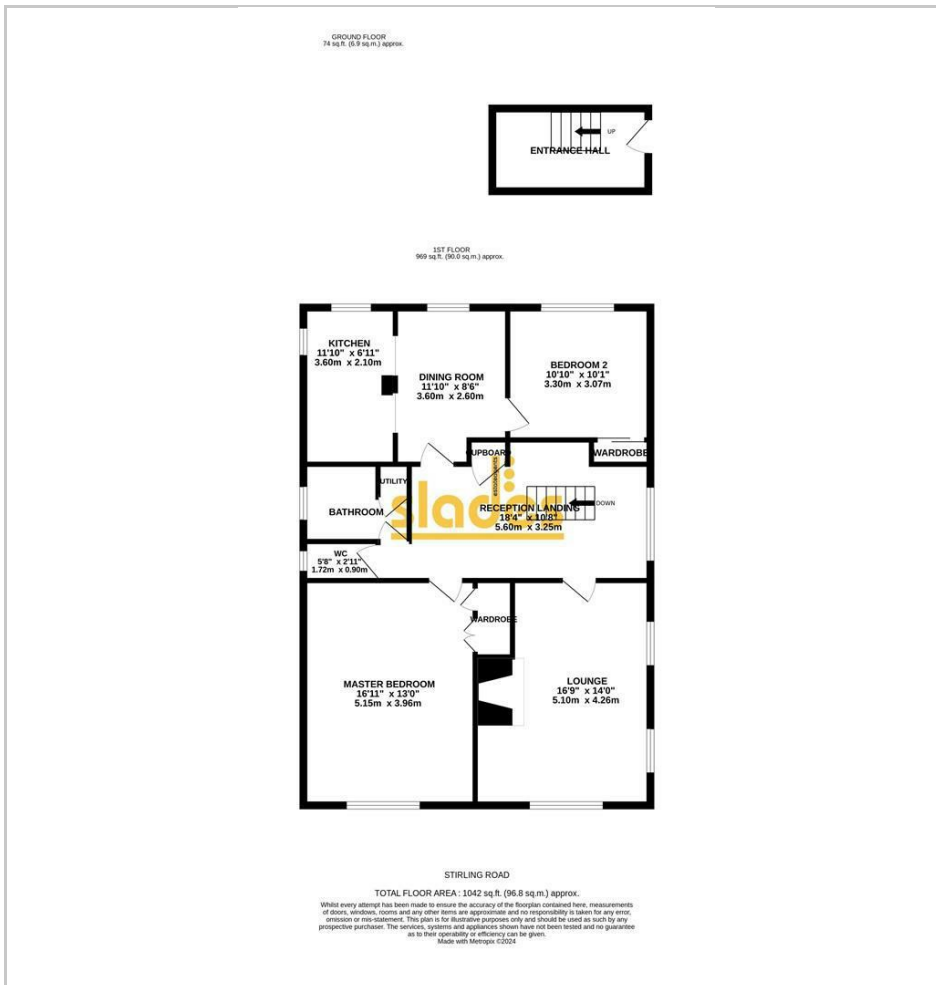 GROUND FLOOR
74 sq.ft. (6.9 sq.m.) approx.
UP
ENTRANCE HALL
1ST FLOOR
969 sq.ft. (90.0 sq.m.) approx.
KITCHEN
11'10" x 6'11"
3.60m x 2.10m
DINING ROOM
11'10" x 8'6"
3.60m x 2.60m
BEDROOM 2
10'10" x 10'1"
3.30m x 3.07m
CUPBOARD
WARDROBE
UTILITY
BATHROOM
estate agents
slades
RECEPTION LANDING
18'4" x 10'8"
5.60m x 3.25m
DOWN
WC
5'8" x 2'11"
1.72m x 0.90m
WARDROBE
MASTER BEDROOM
16'11" x 13'0"
5.15m x 3.96m
LOUNGE
16'9" x 14'0"
5.10m x 4.26m
STIRLING ROAD
TOTAL FLOOR AREA : 1042 sq.ft. (96.8 sq.m.) approx.
Whilst every attempt has been made to ensure the accuracy of the floorplan contained here, measurements
of doors, windows, rooms and any other items are approximate and no responsibility is taken for any error,
omission or mis-statement. This plan is for illustrative purposes only and should be used as such by any
prospective purchaser. The services, systems and appliances shown have not been tested and no guarantee
as to their operability or efficiency can be given.
Made with Metropix ©2024